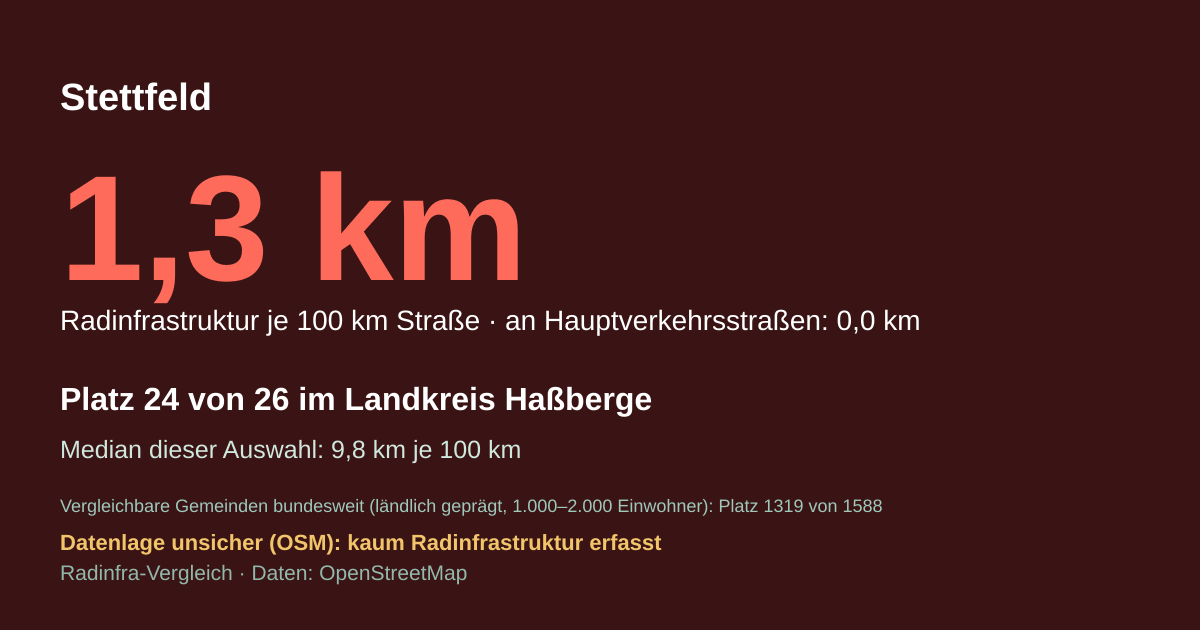 Stettfeld
1,3 km
Radinfrastruktur je 100 km Straße · an Hauptverkehrsstraßen: 0,0 km
Platz 24 von 26 im Landkreis Haßberge
Median dieser Auswahl: 9,8 km je 100 km
Vergleichbare Gemeinden bundesweit (ländlich geprägt, 1.000–2.000 Einwohner): Platz 1319 von 1588
Datenlage unsicher (OSM): kaum Radinfrastruktur erfasst
Radinfra-Vergleich · Daten: OpenStreetMap